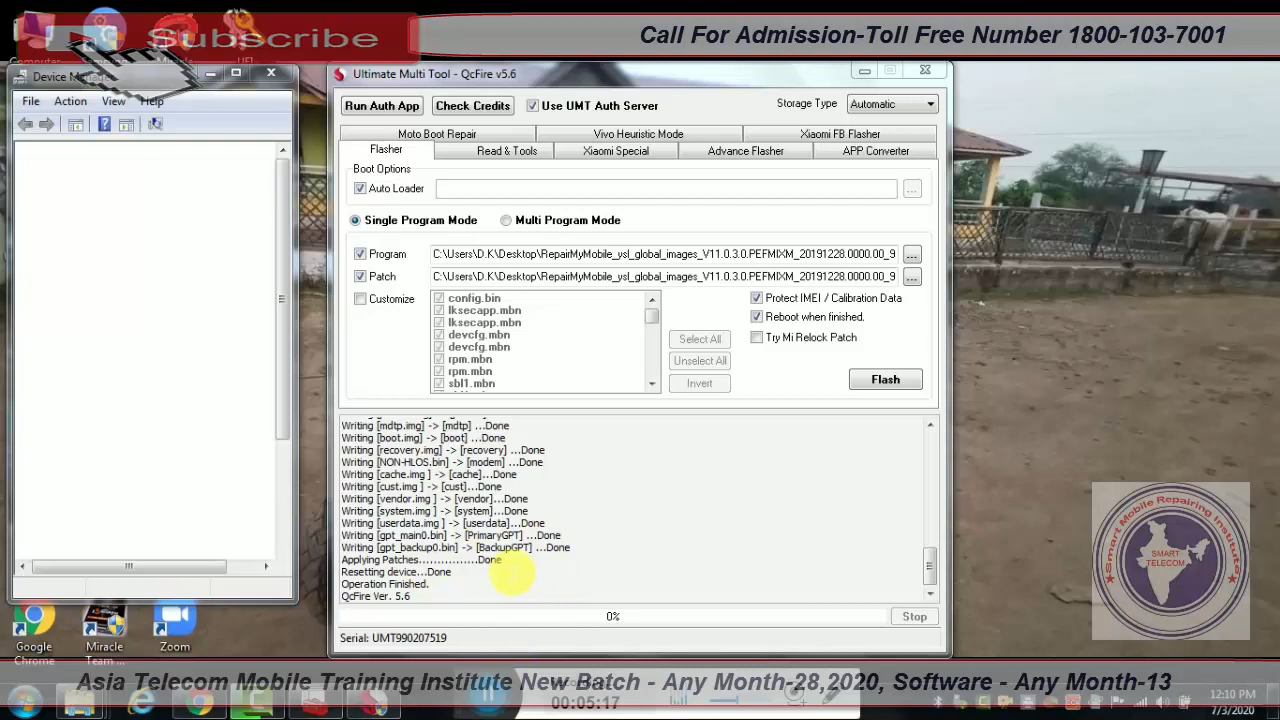 Subscribe
Call For Admission-Toll Free Number 1800-103-7001
Device
File Action View Help
Ultimate Multi Tool - QcFire v5.6
Run Auth App
Check Credits
Use UMT Auth Server
Storage Type
Automatic
Moto Boot Repair
Vivo Heuristic Mode
Xiaomi FB Flasher
Flasher
Read & Tools
Xiaomi Special
Advance Flasher
APP Converter
Boot Options
Auto Loader
...
Single Program Mode
Multi Program Mode
Program
C:\Users\D.K\Desktop\RepairMyMobile_ysl_global_images_V11.0.3.0.PEFMIXM_20191228.0000.00_9
...
Patch
C:\Users\D.K\Desktop\RepairMyMobile_ysl_global_images_V11.0.3.0.PEFMIXM_20191228.0000.00_9
...
Customize
config.bin
lksecapp.mbn
lksecapp.mbn
devcfg.mbn
devcfg.mbn
rpm.mbn
rpm.mbn
sbl1.mbn
Select All
Unselect All
Invert
Protect IMEI / Calibration Data
Reboot when finished.
Try Mi Relock Patch
Flash
Writing [mdtp.img] -> [mdtp] ...Done
Writing [boot.img] -> [boot] ...Done
Writing [recovery.img] -> [recovery] ...Done
Writing [NON-HLOS.bin] -> [modem] ...Done
Writing [cache.img ] -> [cache]...Done
Writing [cust.img ] -> [cust]...Done
Writing [vendor.img ] -> [vendor]...Done
Writing [system.img ] -> [system]...Done
Writing [userdata.img ] -> [userdata]...Done
Writing [gpt_main0.bin] -> [PrimaryGPT] ...Done
Writing [gpt_backup0.bin] -> [BackupGPT] ...Done
Applying Patches................Done
Resetting device...Done
Operation Finished.
QcFire Ver. 5.6
0%
Stop
Serial: UMT990207519
Smart Mobile Repairing Institute
SMART
TELECOM
Google
Chrome
Miracle
Team ...
Zoom
Asia Telecom Mobile Training Institute New Batch - Any Month-28,2020, Software - Any Month-13
00:05:17
12:10 PM
7/3/2020